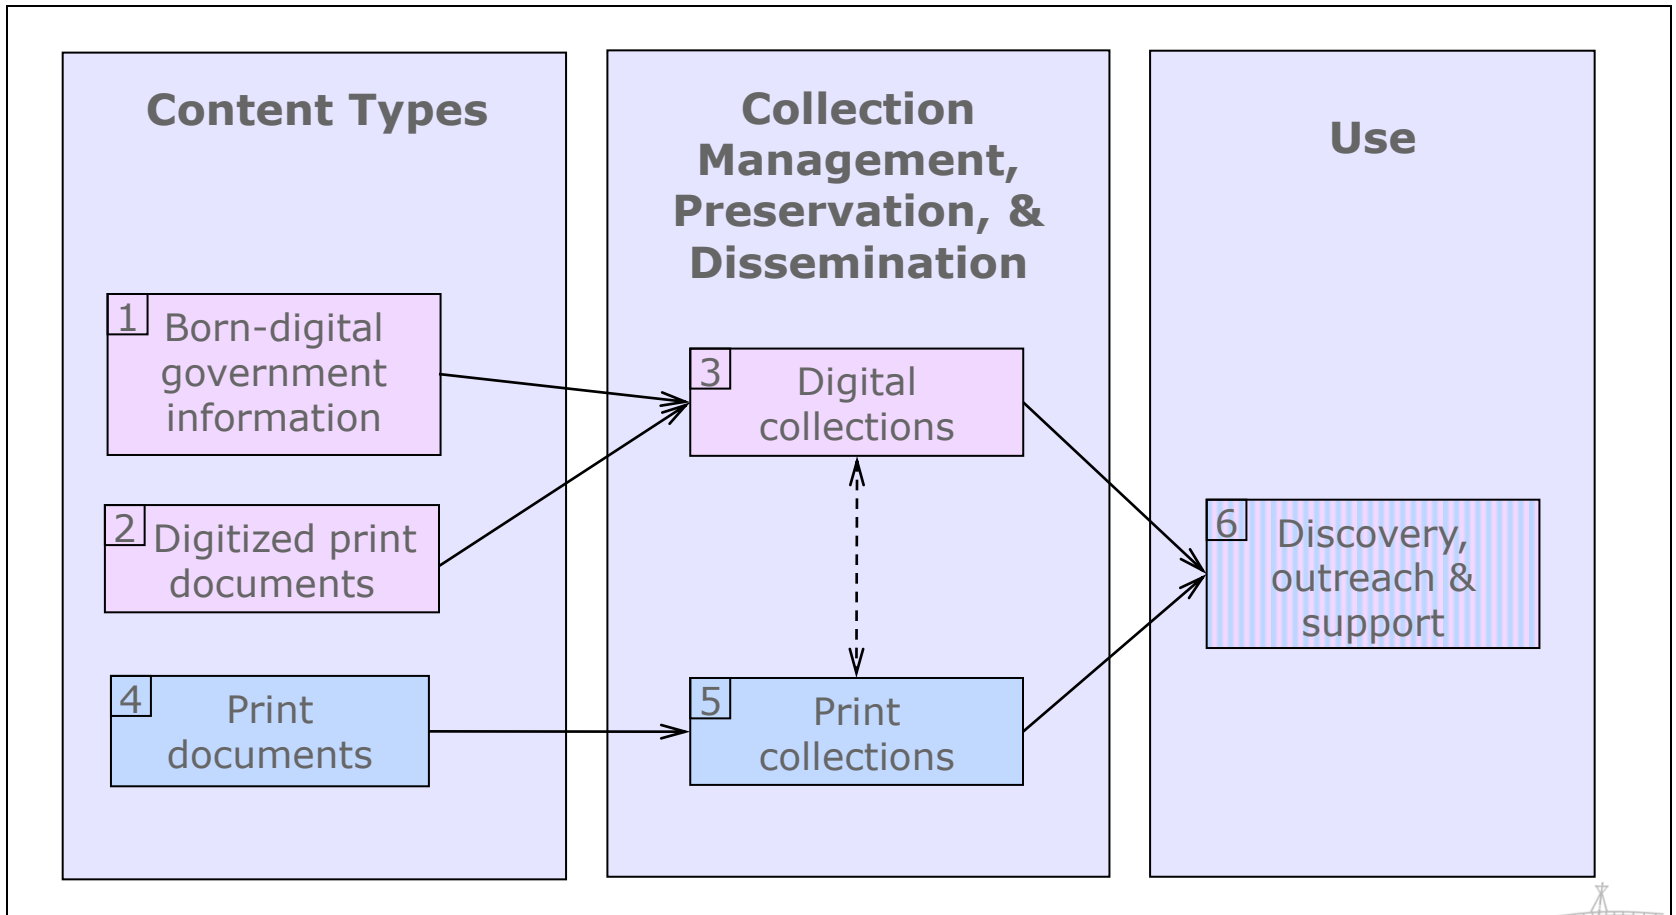 Content Types
1
Born-digital
government
information
2
Digitized print
documents
4
Print
documents
Collection
Management,
Preservation, &
Dissemination
3
Digital
collections
5
Print
collections
Use
6
Discovery,
outreach &
support